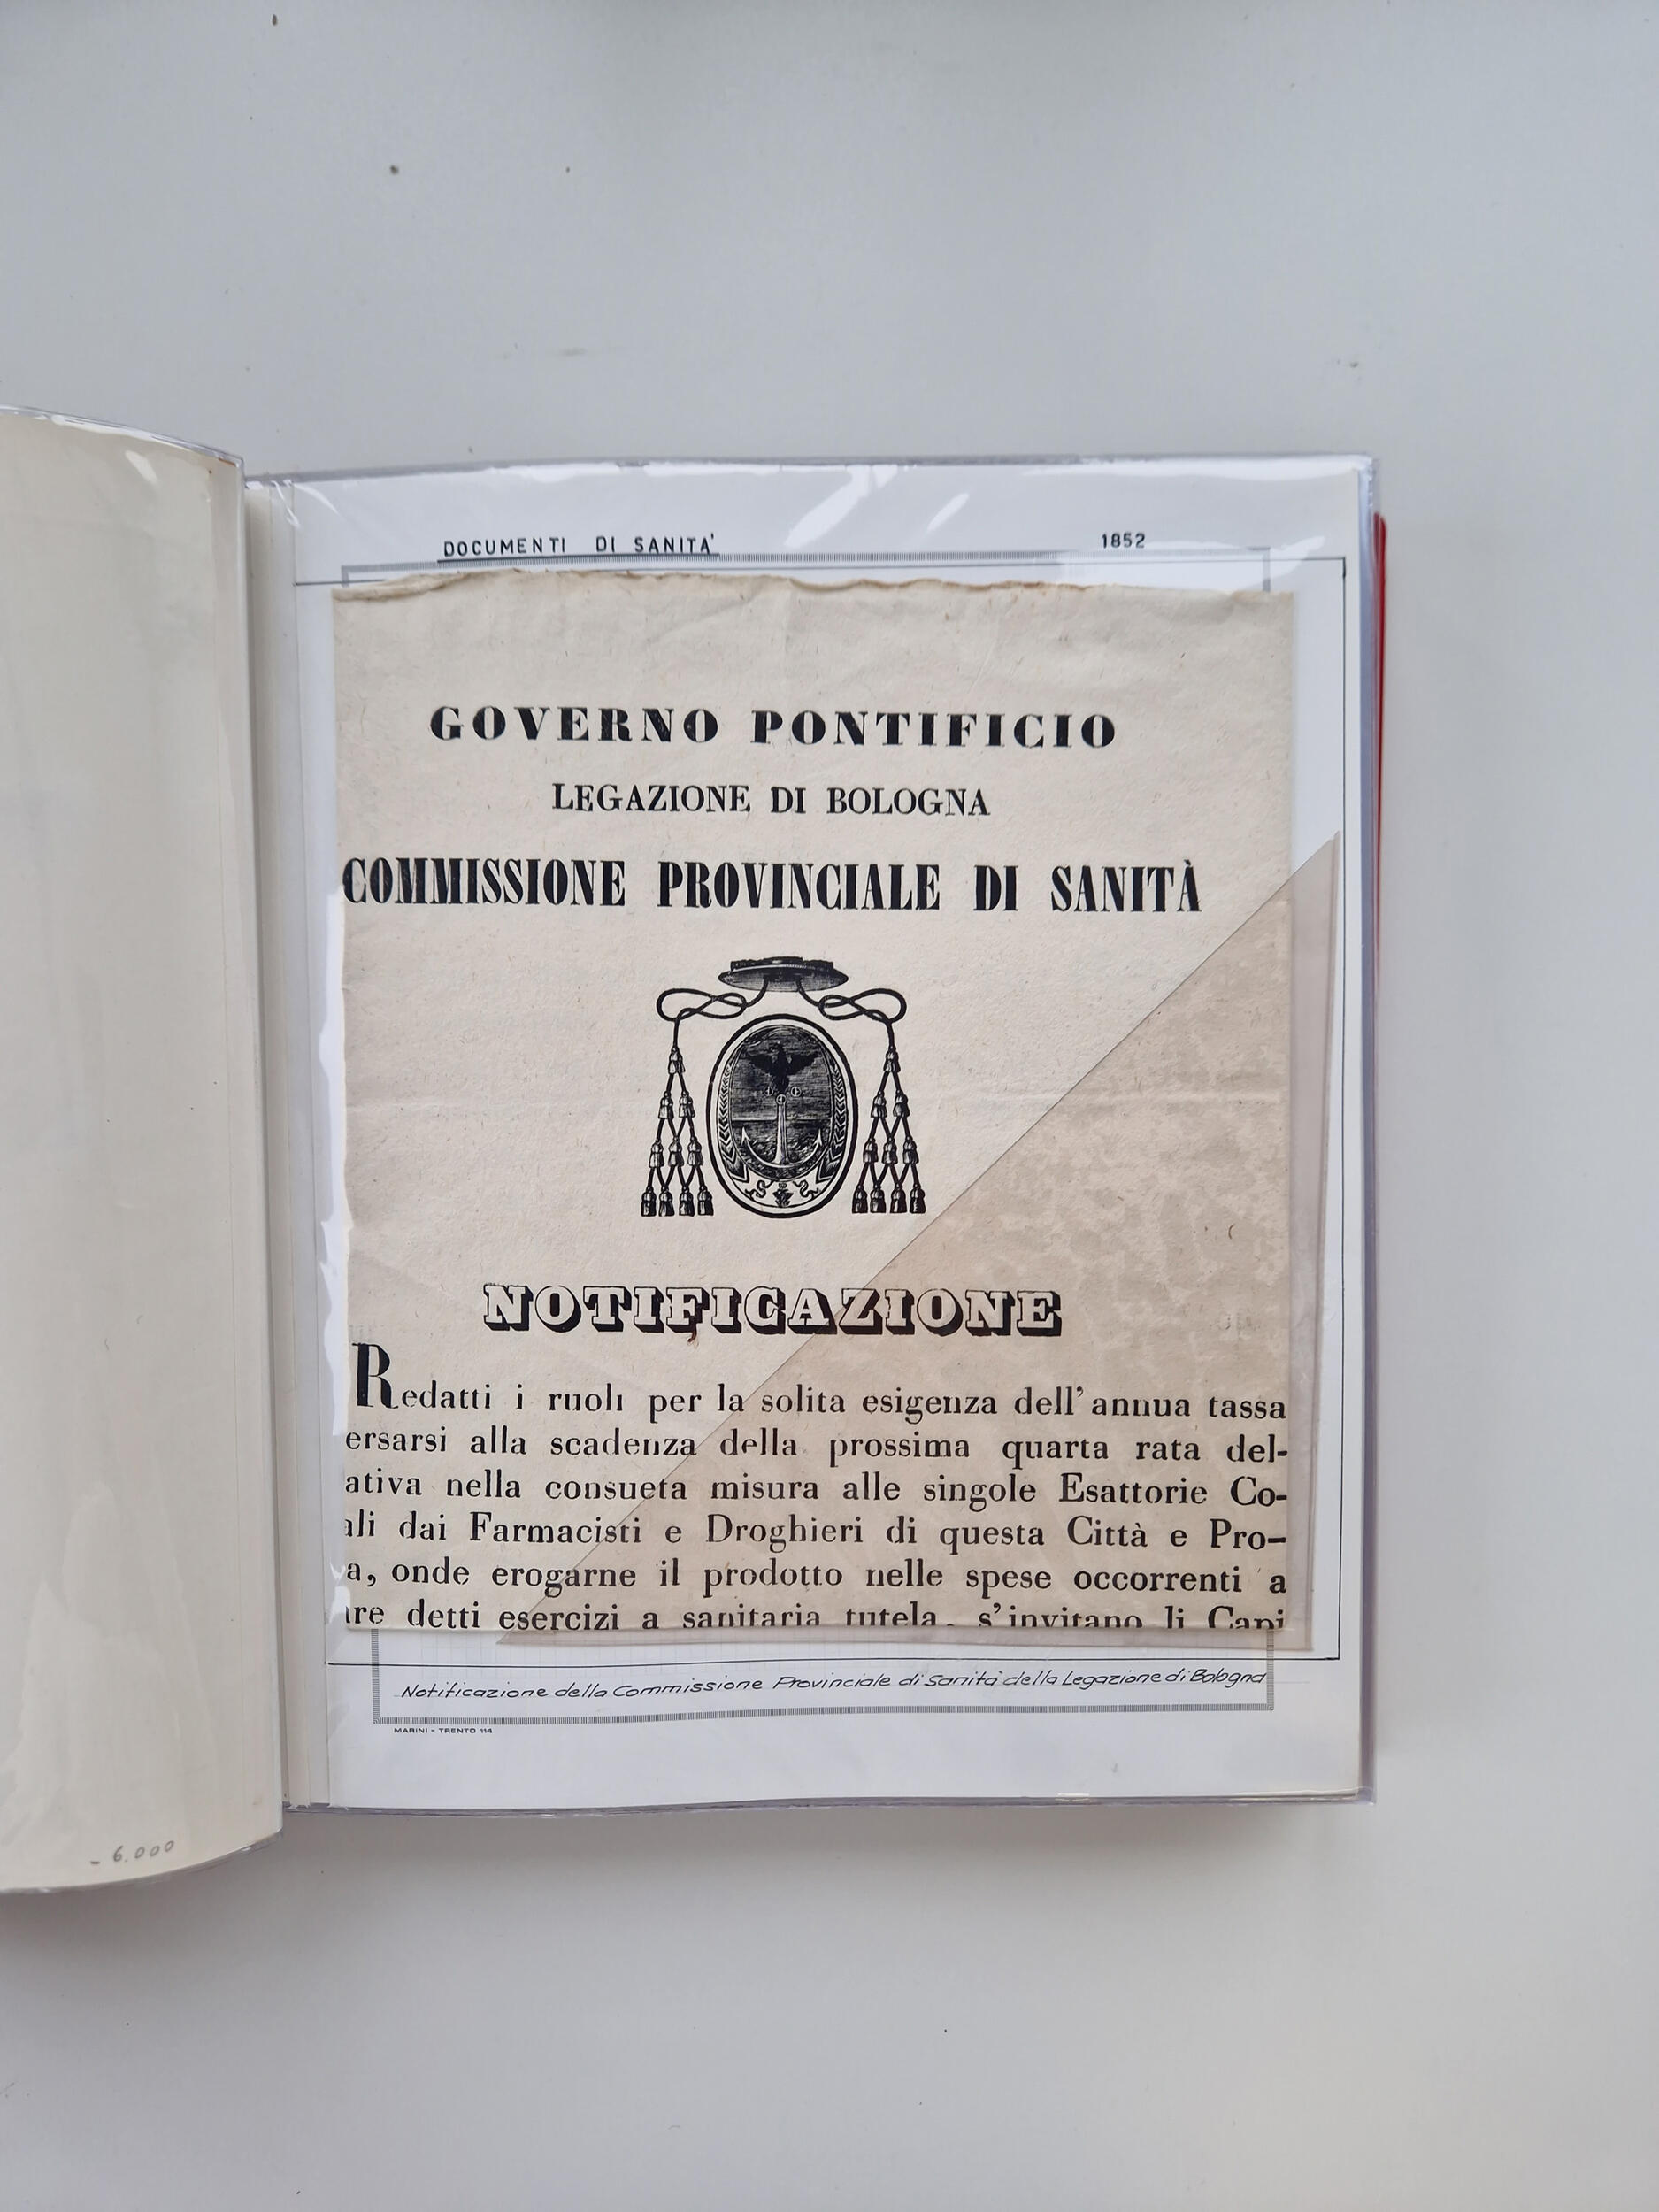 DOCUMENTI DI SANITA' 1852
GOVERNO PONTIFICIO
LEGAZIONE DI BOLOGNA
COMMISSIONE PROVINCIALE DI SANITÀ
NOTIFICAZIONE
Redatti i ruoli per la solita esigenza dell'annua tassa
ersarsi alla scadenza della prossima quarta rata del-
ativa nella consueta misura alle singole Esattorie Co-
ali dai Farmacisti e Droghieri di questa Città e Pro-
a, onde erogarne il prodotto nelle spese occorrenti a
are detti esercizi a sanitaria tutela, s'invitano li Capi
Notificazione della Commissione Provinciale di Sanità della Legazione di Bologna
MARINI - TRENTO 114
- 6.000